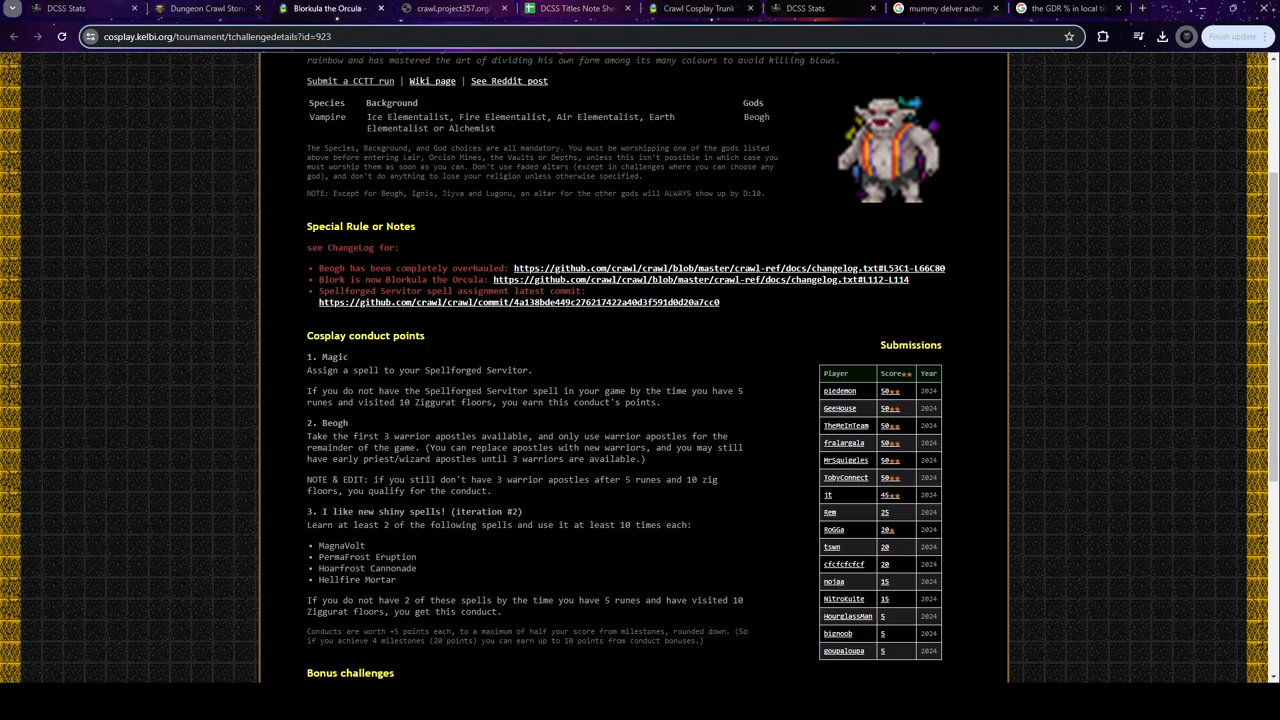 DCSS Stats
Dungeon Crawl Stone
Blorkula the Orcula -
crawl.project357.org/
DCSS Titles Note She
Crawl Cosplay Trunk
DCSS Stats
mummy delver acher
the GDR % in local til
cosplay.kelbi.org/tournament/tchallengedetails?id=923
Finish update
rainbow and has mastered the art of dividing his own form among its many colours to avoid killing blows.
Submit a CCTT run | Wiki page | See Reddit post
Species Background Gods
Vampire Ice Elementalist, Fire Elementalist, Air Elementalist, Earth Beogh
Elementalist or Alchemist
The Species, Background, and God choices are all mandatory. You must be worshipping one of the gods listed
above before entering Lair, Orcish Mines, the Vaults or Depths, unless this isn't possible in which case you
must worship them as soon as you can. Don't use faded altars (except in challenges where you can choose any
god), and don't do anything to lose your religion unless otherwise specified.
NOTE: Except for Beogh, Ignis, Jiyva and Lugonu, an altar for the other gods will ALWAYS show up by D:10.
Special Rule or Notes
see ChangeLog for:
• Beogh has been completely overhauled: https://github.com/crawl/crawl/blob/master/crawl-ref/docs/changelog.txt#L53C1-L66C80
• Blork is now Blorkula the Orcula: https://github.com/crawl/crawl/blob/master/crawl-ref/docs/changelog.txt#L112-L114
• Spellforged Servitor spell assignment latest commit:
https://github.com/crawl/crawl/commit/4a138bde449c276217422a40d3f591d0d20a7cc0
Cosplay conduct points
1. Magic
Assign a spell to your Spellforged Servitor.
If you do not have the Spellforged Servitor spell in your game by the time you have 5
runes and visited 10 Ziggurat floors, you earn this conduct's points.
2. Beogh
Take the first 3 warrior apostles available, and only use warrior apostles for the
remainder of the game. (You can replace apostles with new warriors, and you may still
have early priest/wizard apostles until 3 warriors are available.)
NOTE & EDIT: if you still don't have 3 warrior apostles after 5 runes and 10 zig
floors, you qualify for the conduct.
3. I like new shiny spells! (iteration #2)
Learn at least 2 of the following spells and use it at least 10 times each:
• MagnaVolt
• PermaFrost Eruption
• Hoarfrost Cannonade
• Hellfire Mortar
If you do not have 2 of these spells by the time you have 5 runes and have visited 10
Ziggurat floors, you get this conduct.
Conducts are worth +5 points each, to a maximum of half your score from milestones, rounded down. (So
if you achieve 4 milestones (20 points) you can earn up to 10 points from conduct bonuses.)
Bonus challenges
Submissions
Player Score★★ Year
piedemon 50★★ 2024
GeeHouse 50★★ 2024
TheMeInTeam 50★★ 2024
fralargala 50★★ 2024
MrSquiggles 50★★ 2024
TobyConnect 50★★ 2024
jt 45★★ 2024
Rem 25 2024
RoGGa 20★ 2024
tswn 20 2024
cfcfcfcfcf 20 2024
nojaa 15 2024
NitroKuite 15 2024
HourglassMan 5 2024
bignoob 5 2024
goupaloupa 5 2024